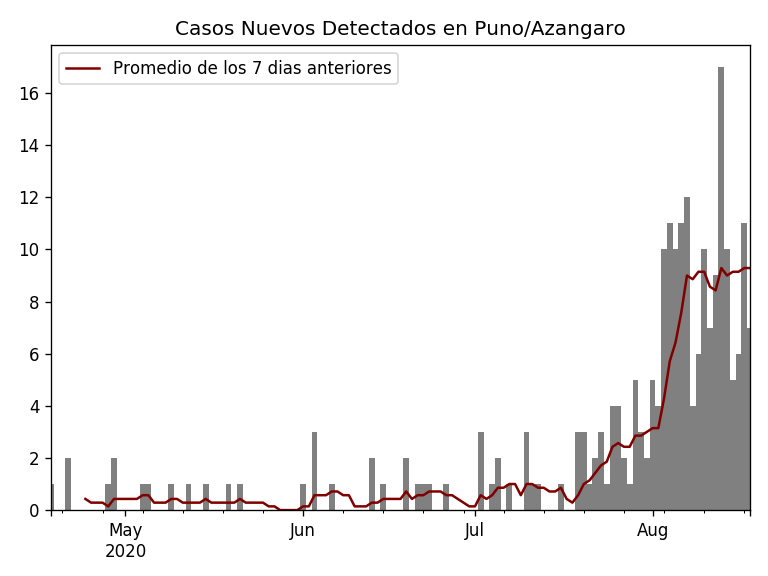 Casos Nuevos Detectados en Puno/Azangaro
Promedio de los 7 dias anteriores
16
14
12
10
8
6
4
2
0
May
2020
Jun
Jul
Aug